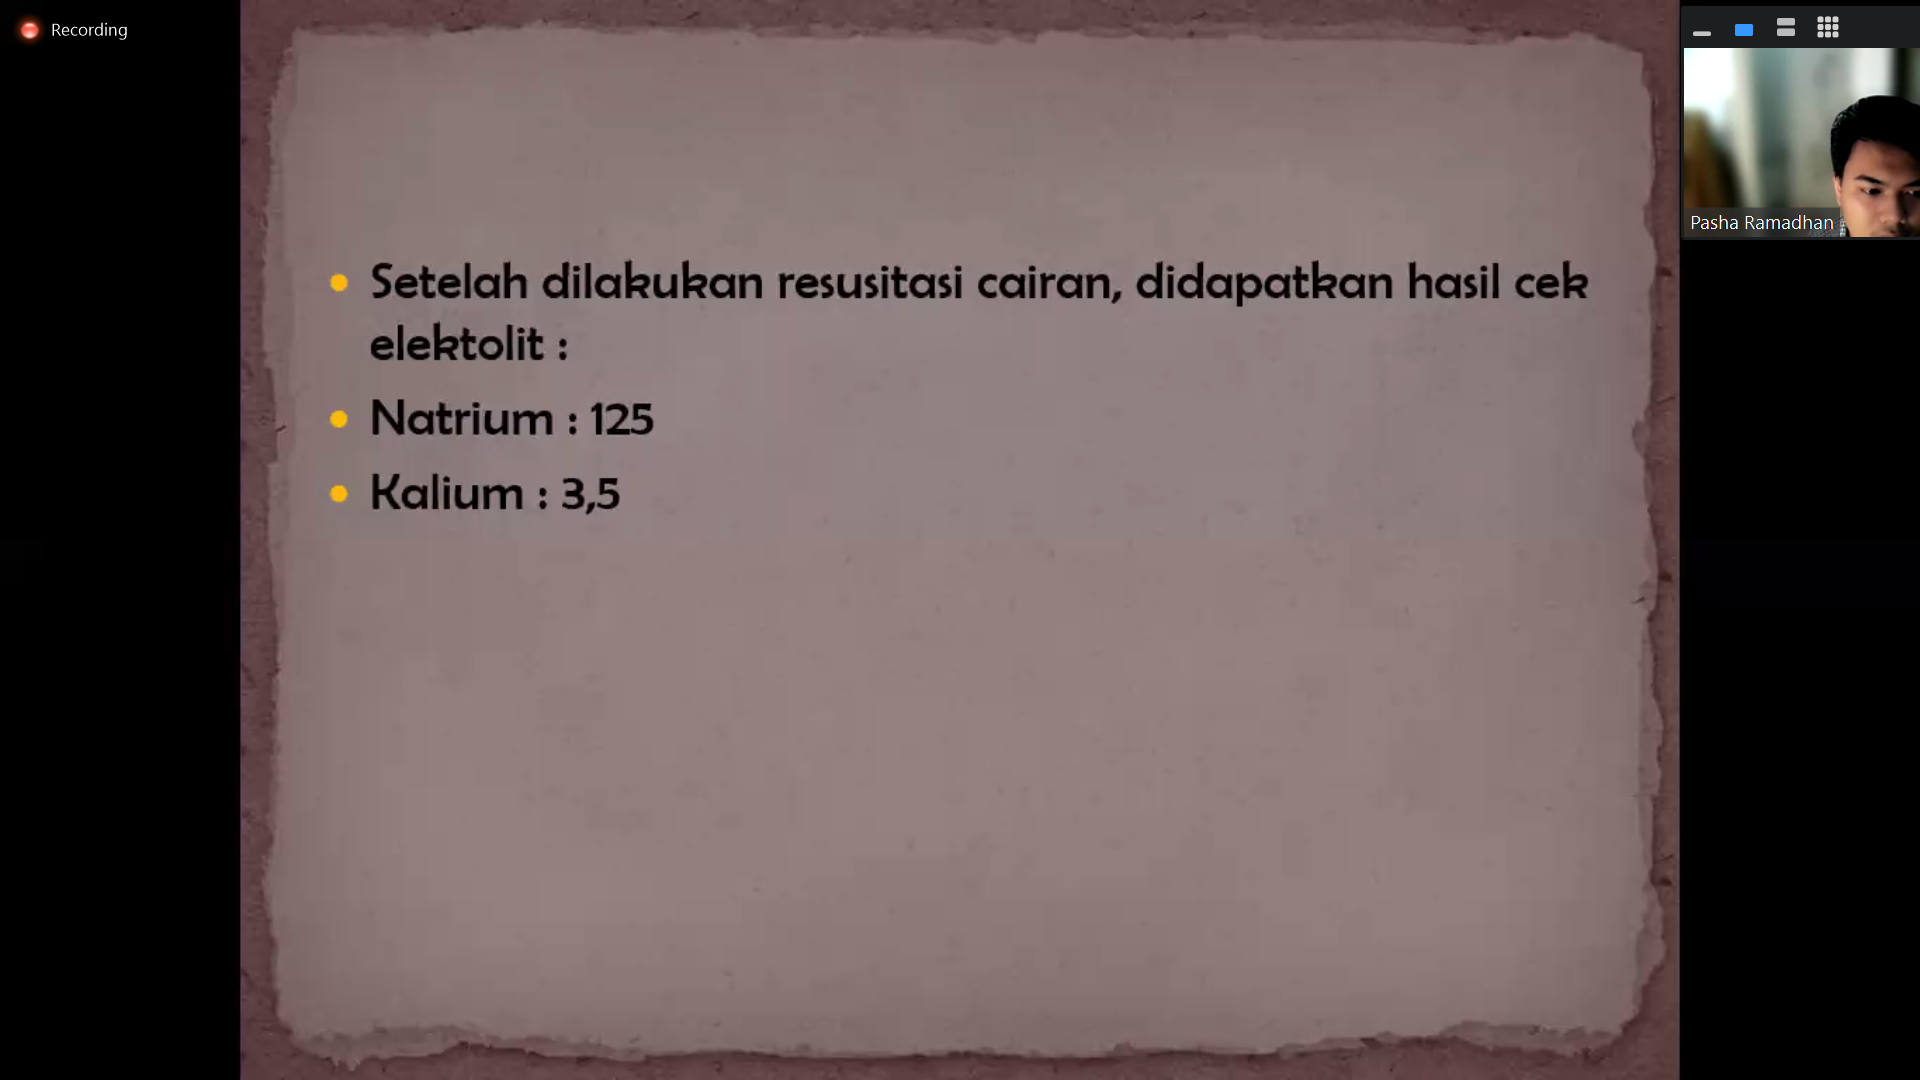 Recording
Setelah dilakukan resusitasi cairan, didapatkan hasil cek
elektolit :
Natrium : 125
Kalium : 3,5
Pasha Ramadhan